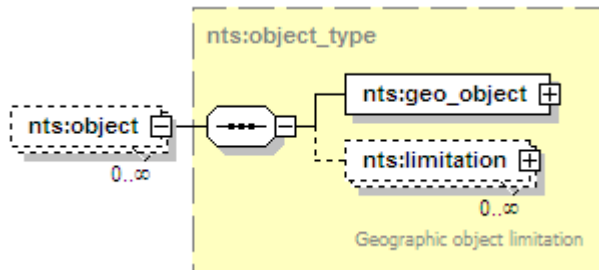 nts:object_type
nts:geo_object
nts:object
0..∞
nts:limitation
0..∞
Geographic object limitation